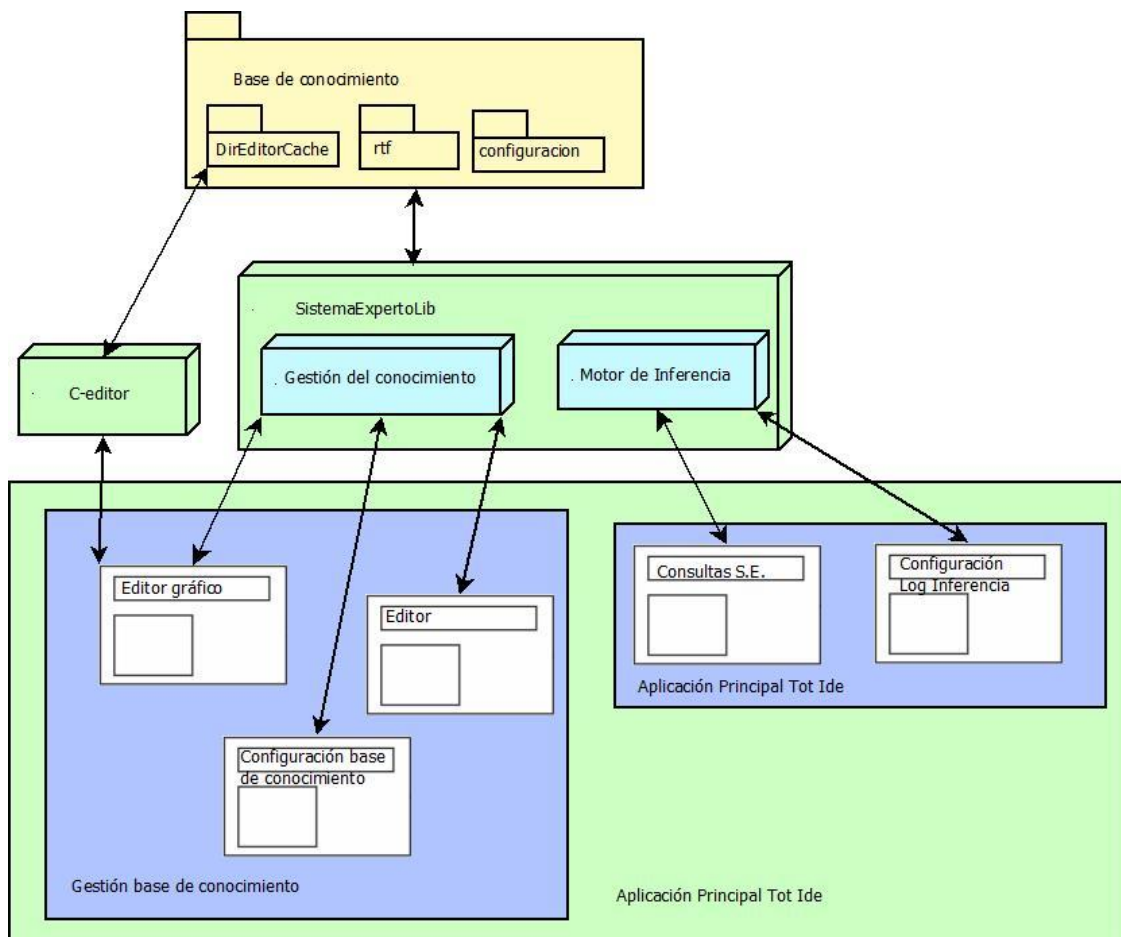 Base de conocimiento
DirEditorCache
rtf
configuracion
SistemaExpertoLib
C-editor
Gestión del conocimiento
Motor de Inferencia
Editor gráfico
Editor
Configuración base
de conocimiento
Gestión base de conocimiento
Consultas S.E.
Configuración
Log Inferencia
Aplicación Principal Tot Ide
Aplicación Principal Tot Ide